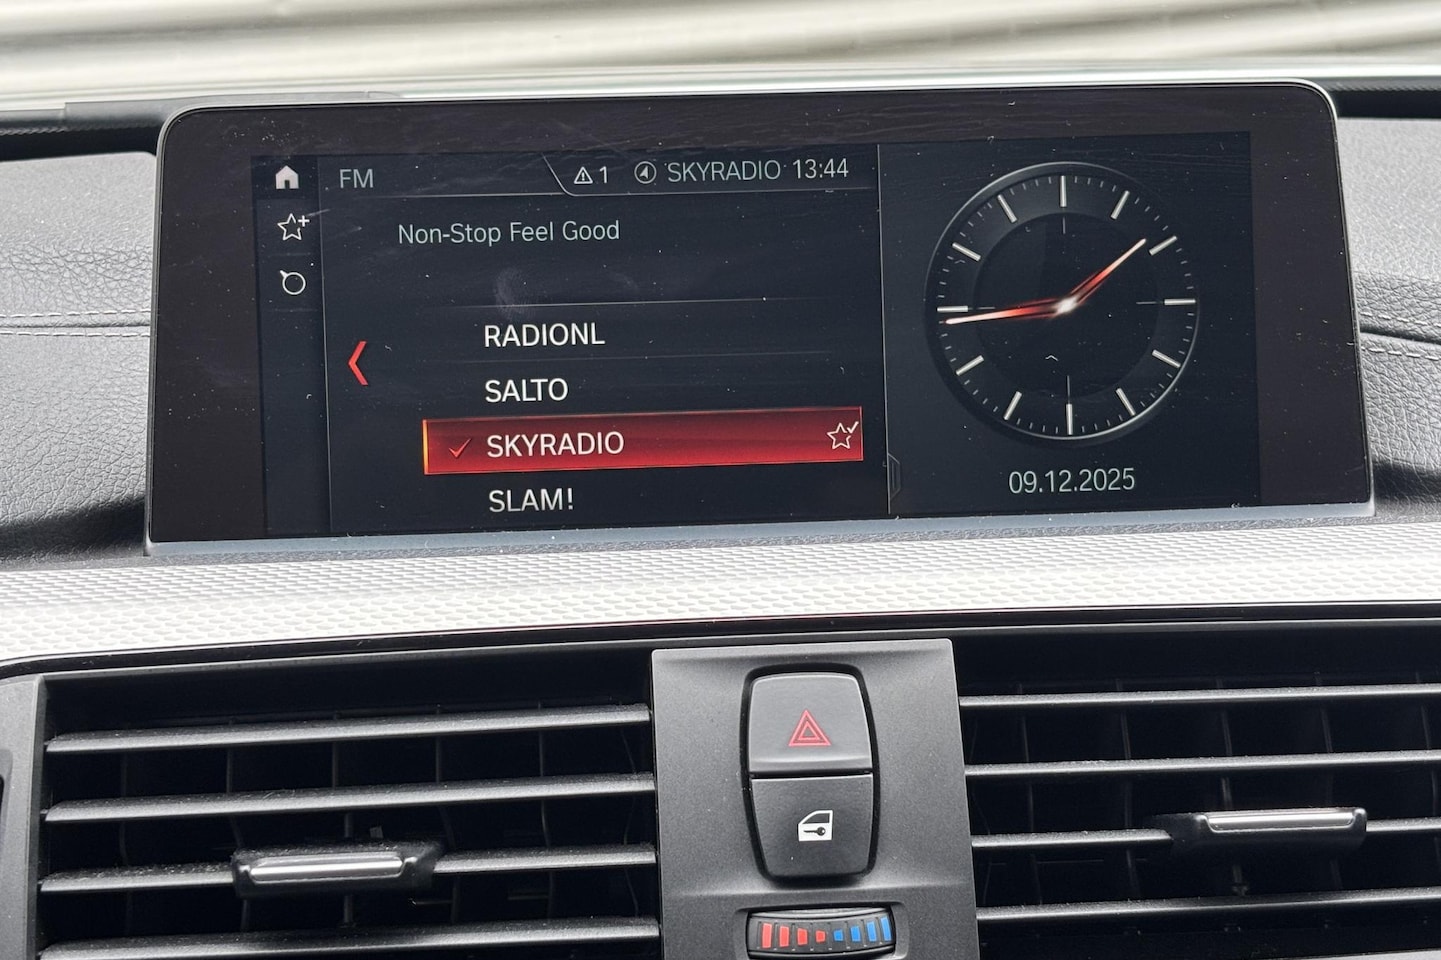 FM
1 SKYRADIO 13:44
Non-Stop Feel Good
RADIONL
SALTO
SKYRADIO
SLAM!
09.12.2025